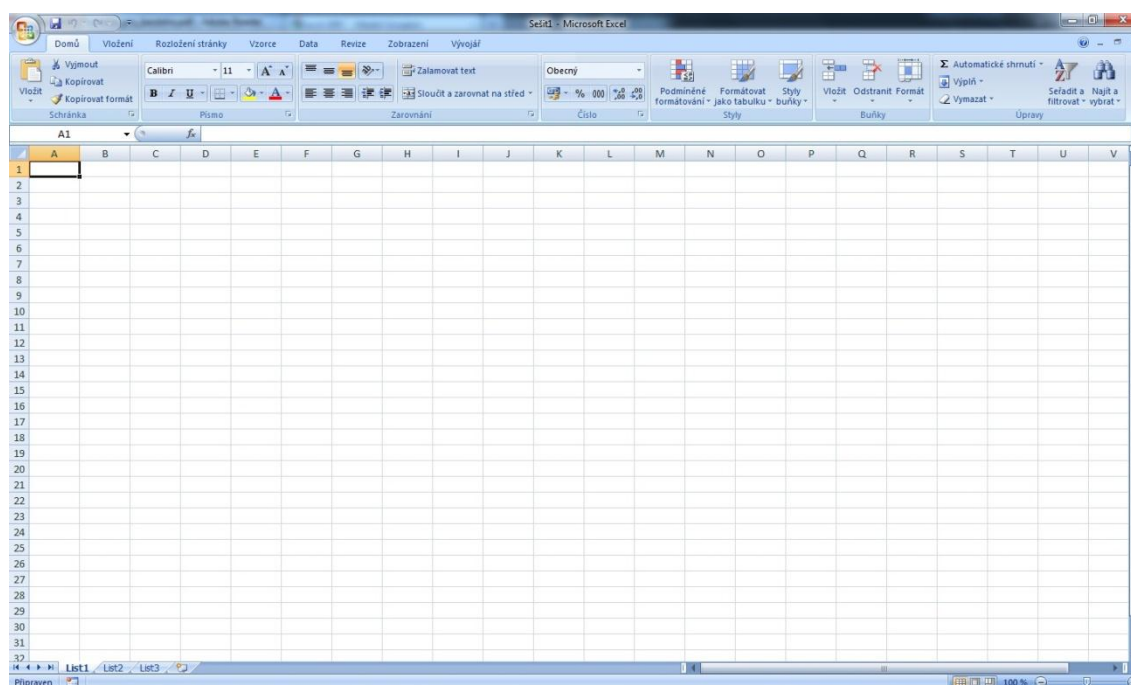 Sešit1 - Microsoft Excel
Domů Vložení Rozložení stránky Vzorce Data Revize Zobrazení Vývojář
Vložit
Vyjmout
Kopírovat
Kopírovat formát
Schránka
Calibri 11
B I U A
Písmo
Zalamovat text
Sloučit a zarovnat na střed
Zarovnání
Obecný
% 000 ,00 ,0
Číslo
Podmíněné formátování
Formátovat jako tabulku
Styly buňky
Styly
Vložit Odstranit Formát
Buňky
Σ Automatické shrnutí
Výplň
Vymazat
Seřadit a filtrovat
Najít a vybrat
Úpravy
A1 fx
A B C D E F G H I J K L M N O P Q R S T U V
1
2
3
4
5
6
7
8
9
10
11
12
13
14
15
16
17
18
19
20
21
22
23
24
25
26
27
28
29
30
31
32
List1 List2 List3
Připraven 100 %